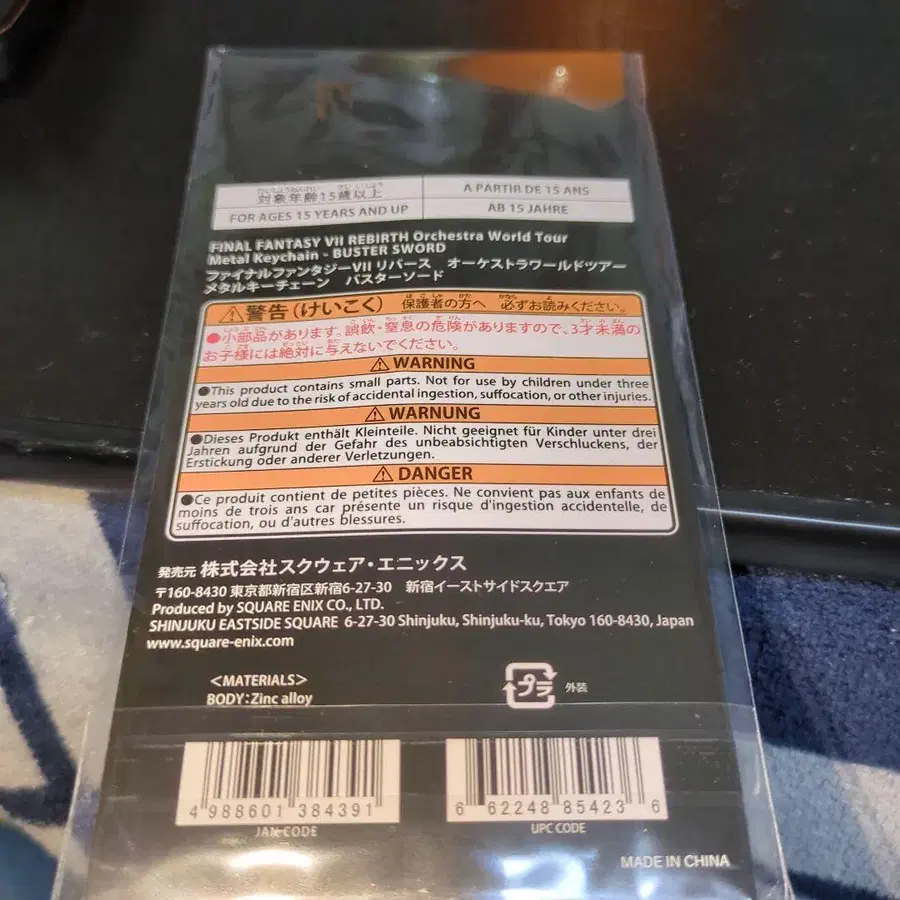 対象年齢15歳以上
A PARTIR DE 15 ANS
FOR AGES 15 YEARS AND UP
AB 15 JAHRE
FINAL FANTASY VII REBIRTH Orchestra World Tour
Metal Keychain - BUSTER SWORD
ファイナルファンタジーVII リバース オーケストラワールドツアー
メタルキーチェーン バスターソード
⚠警告(けいこく) 保護者の方へ 必ずお読みください。
●小部品があります。誤飲・窒息の危険がありますので、3才未満の
お子様には絶対に与えないでください。
⚠WARNING
●This product contains small parts. Not for use by children under three
years old due to the risk of accidental ingestion, suffocation, or other injuries.
⚠WARNUNG
●Dieses Produkt enthält Kleinteile. Nicht geeignet für Kinder unter drei
Jahren aufgrund der Gefahr des unbeabsichtigten Verschluckens, der
Erstickung oder anderer Verletzungen.
⚠DANGER
●Ce produit contient de petites pièces. Ne convient pas aux enfants de
moins de trois ans car présente un risque d'ingestion accidentelle, de
suffocation, ou d'autres blessures.
発売元 株式会社スクウェア・エニックス
〒160-8430 東京都新宿区新宿6-27-30 新宿イーストサイドスクエア
Produced by SQUARE ENIX CO., LTD.
SHINJUKU EASTSIDE SQUARE 6-27-30 Shinjuku, Shinjuku-ku, Tokyo 160-8430, Japan
www.square-enix.com
<MATERIALS>
BODY:Zinc alloy
プラ 外装
4 988601 384391
JAN CODE
6 62248 85423 6
UPC CODE
MADE IN CHINA